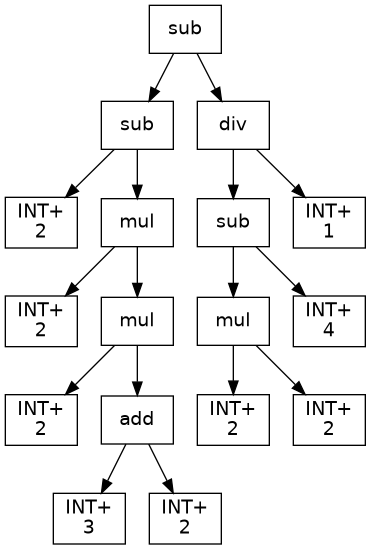 sub
sub
div
INT+
2
mul
sub
INT+
1
INT+
2
mul
mul
INT+
4
INT+
2
add
INT+
2
INT+
2
INT+
3
INT+
2